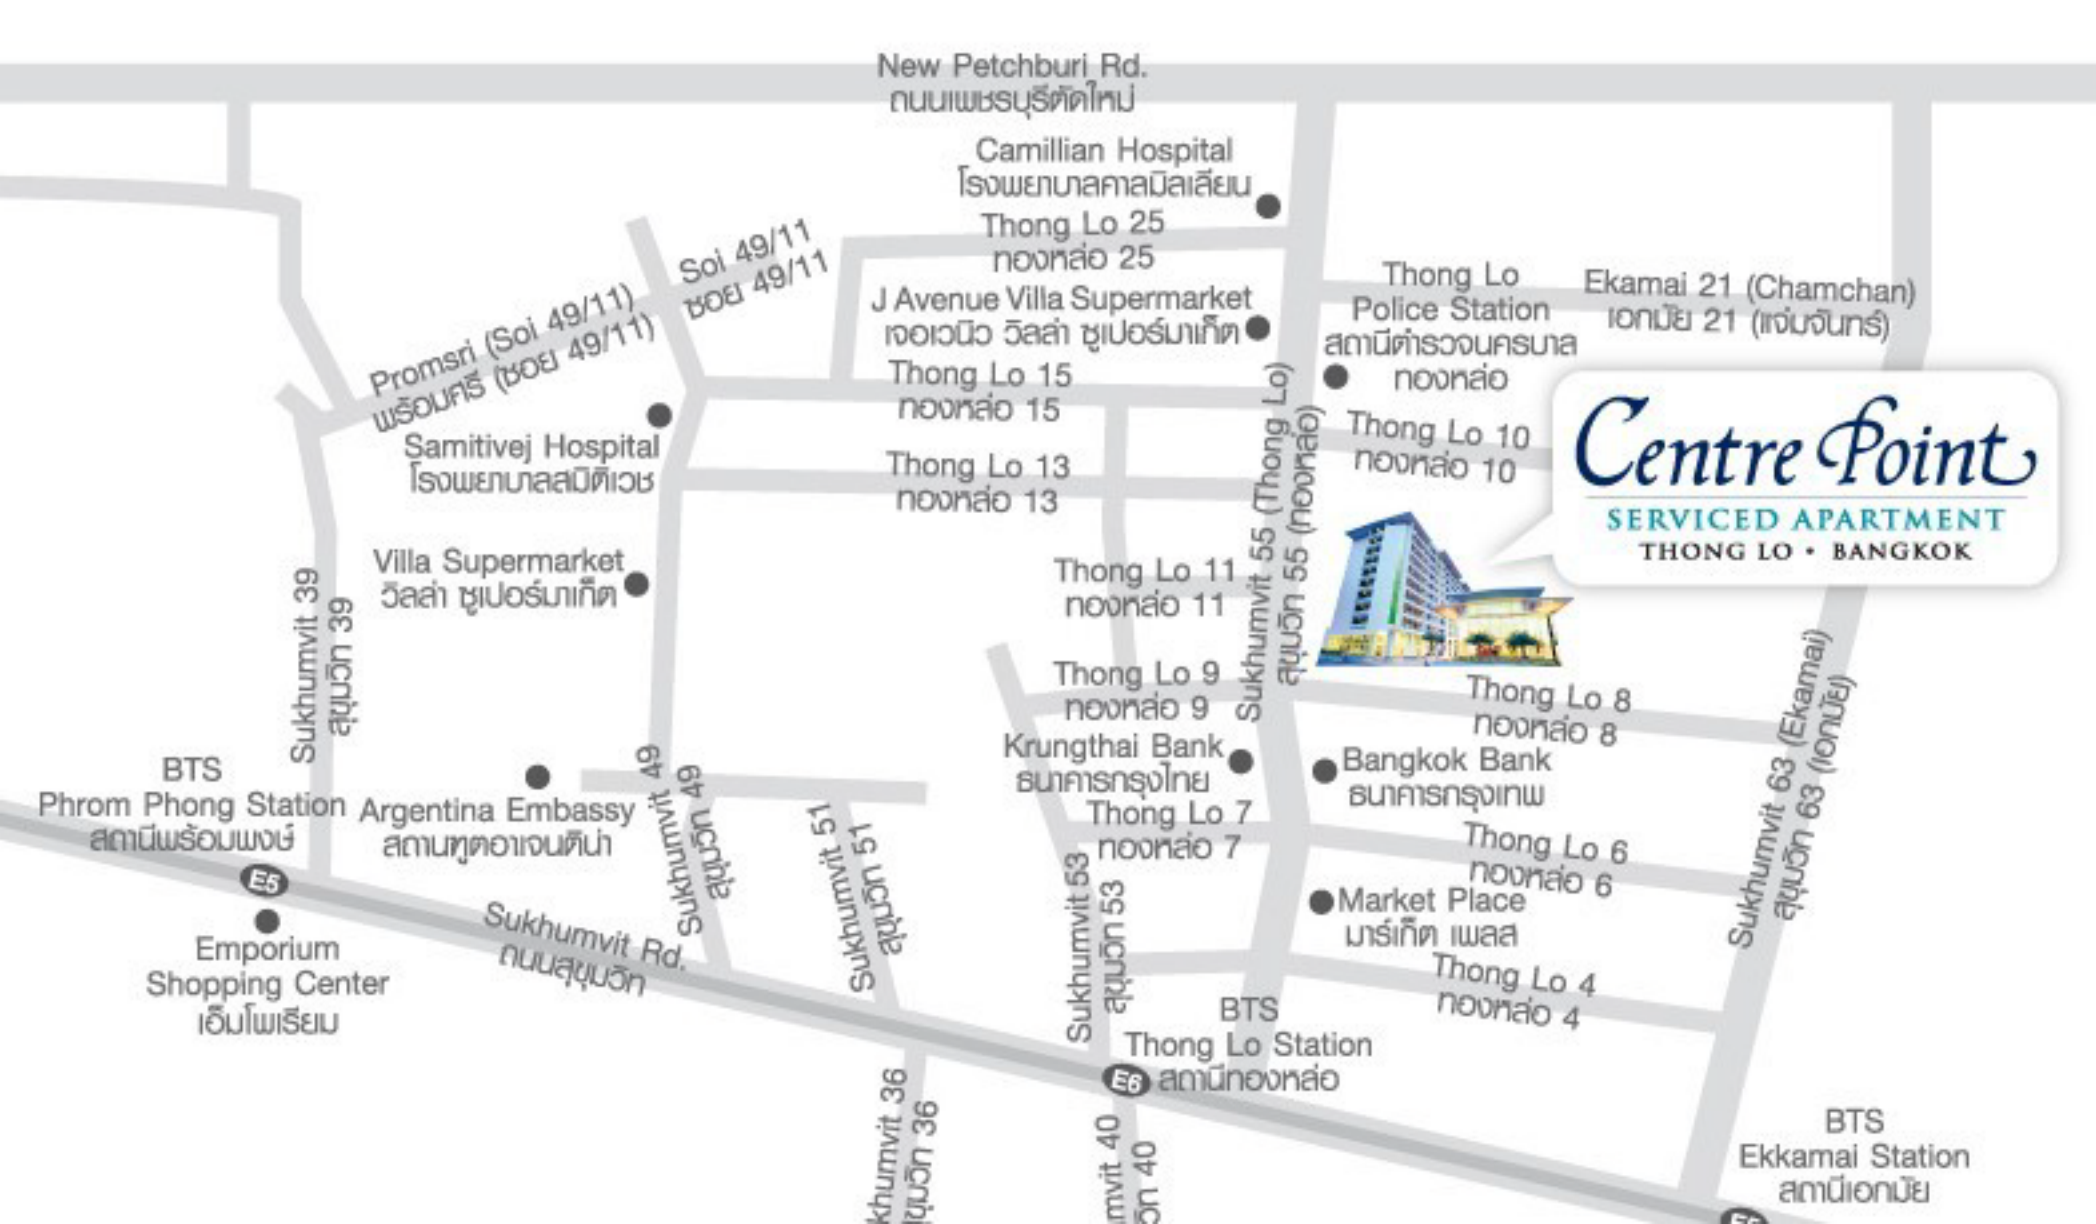 New Petchburi Rd.
ถนนเพชรบุรีตัดใหม่
Camillian Hospital
โรงพยาบาลคาลมิลเลียน
Thong Lo 25
ทองหล่อ 25
Soi 49/11
ซอย 49/11
Promsri (Soi 49/11)
พร้อมศรี (ซอย 49/11)
J Avenue Villa Supermarket
เจอเวนิว วิลล่า ซูเปอร์มาเก็ต
Thong Lo
Police Station
สถานีตำรวจนครบาล
ทองหล่อ
Ekamai 21 (Chamchan)
เอกมัย 21 (แจ่มจันทร์)
Thong Lo 15
ทองหล่อ 15
Samitivej Hospital
โรงพยาบาลสมิติเวช
Thong Lo 13
ทองหล่อ 13
Thong Lo 10
ทองหล่อ 10
Centre Point
SERVICED APARTMENT
THONG LO • BANGKOK
Sukhumvit 55 (Thong Lo)
สุขุมวิท 55 (ทองหล่อ)
Villa Supermarket
วิลล่า ซูเปอร์มาเก็ต
Thong Lo 11
ทองหล่อ 11
Sukhumvit 39
สุขุมวิท 39
Thong Lo 9
ทองหล่อ 9
Thong Lo 8
ทองหล่อ 8
Sukhumvit 63 (Ekamai)
สุขุมวิท 63 (เอกมัย)
Krungthai Bank
ธนาคารกรุงไทย
Bangkok Bank
ธนาคารกรุงเทพ
BTS
Phrom Phong Station
สถานีพร้อมพงษ์
E5
Argentina Embassy
สถานฑูตอาเจนติน่า
Sukhumvit 49
สุขุมวิท 49
Sukhumvit 51
สุขุมวิท 51
Thong Lo 7
ทองหล่อ 7
Thong Lo 6
ทองหล่อ 6
Sukhumvit 53
สุขุมวิท 53
Market Place
มาร์เก็ต เพลส
Emporium
Shopping Center
เอ็มโพเรียม
Sukhumvit Rd.
ถนนสุขุมวิท
Thong Lo 4
ทองหล่อ 4
BTS
Thong Lo Station
สถานีทองหล่อ
E6
khumvit 36
ขุมวิท 36
mvit 40
วิท 40
BTS
Ekkamai Station
สถานีเอกมัย